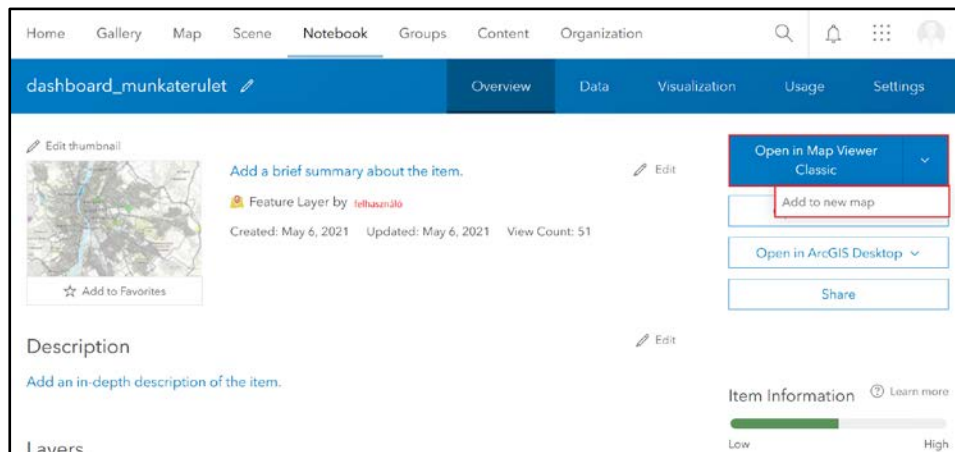 Home Gallery Map Scene Notebook Groups Content Organization
dashboard_munkaterulet Overview Data Visualization Usage Settings
Edit thumbnail
Add a brief summary about the item.
Edit
Feature Layer by felhasználó
Created: May 6, 2021 Updated: May 6, 2021 View Count: 51
Add to Favorites
Open in Map Viewer
Classic
Add to new map
Open in ArcGIS Desktop
Share
Description
Edit
Add an in-depth description of the item.
Item Information Learn more
Low High
Layers